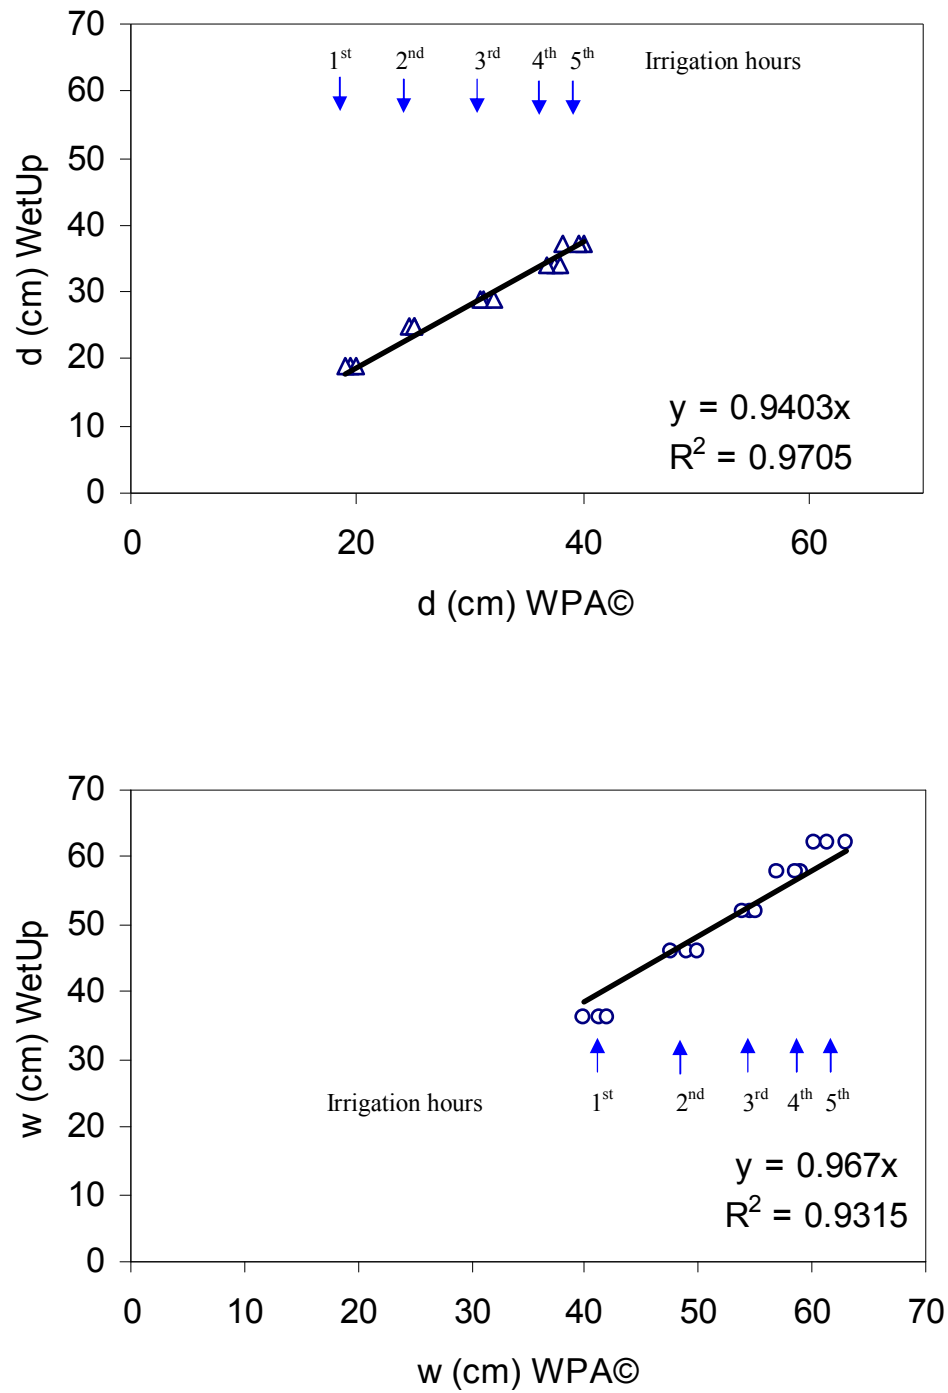 70
1st 2nd 3rd 4th 5th Irrigation hours
60
50
40
30
20
y = 0.9403x
10
R2 = 0.9705
0
0 20 40 60
d (cm) WetUp
d (cm) WPA©
70
60
50
40
30
Irrigation hours 1st 2nd 3rd 4th 5th
20
y = 0.967x
10
R2 = 0.9315
0
0 10 20 30 40 50 60 70
w (cm) WetUp
w (cm) WPA©